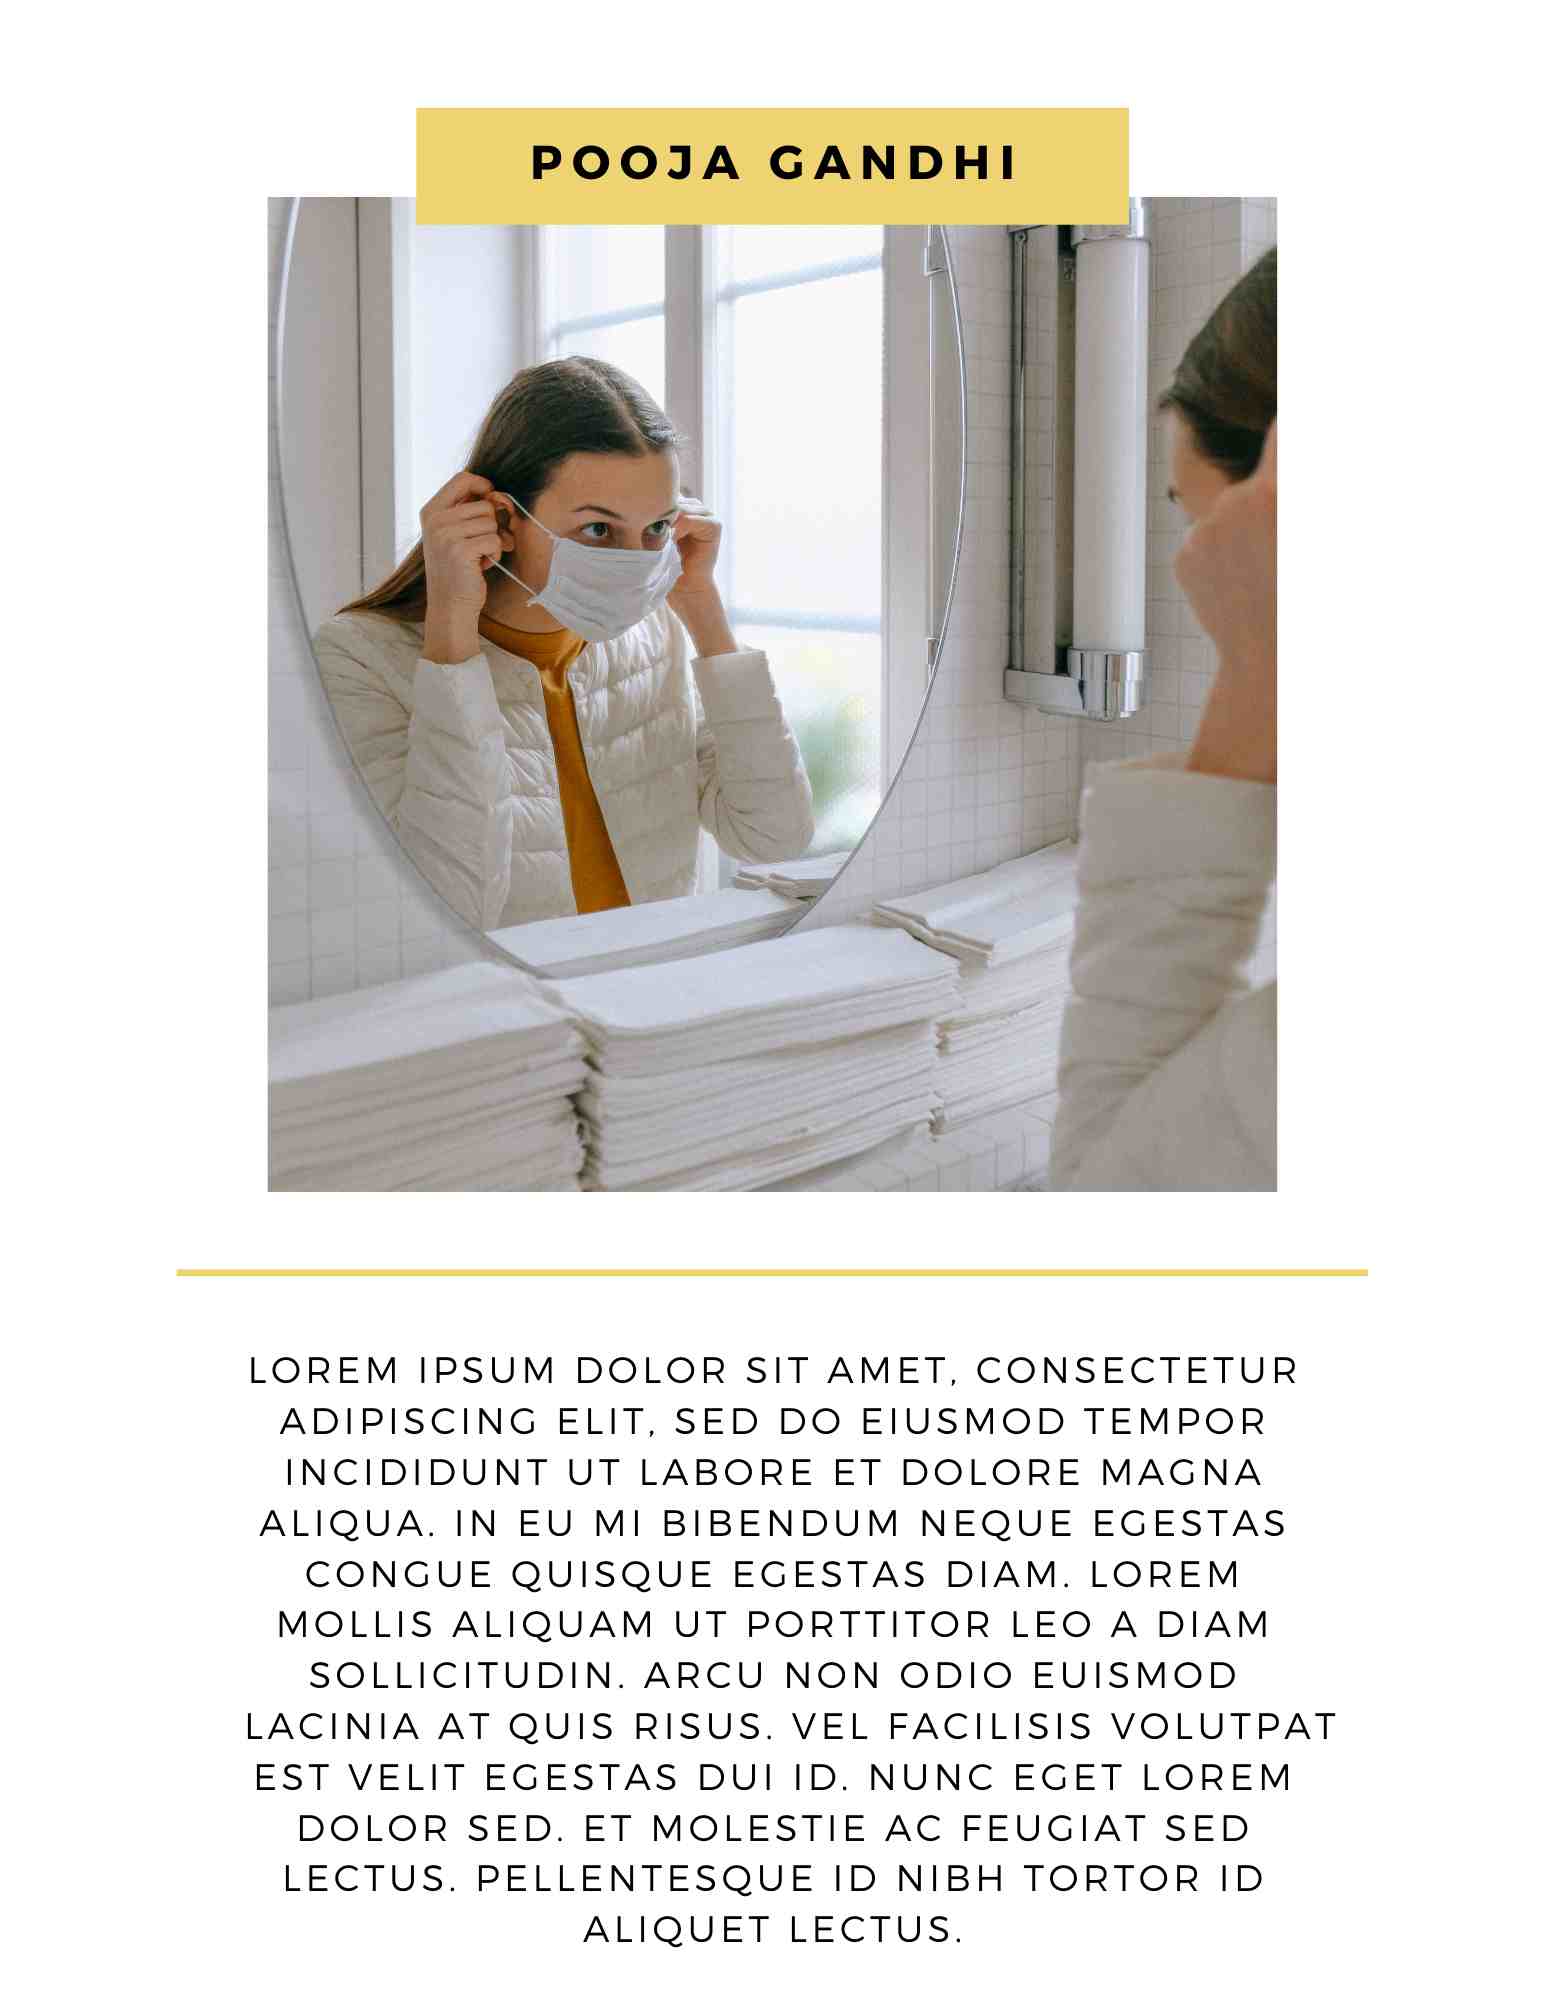 POOJA GANDHI
LOREM IPSUM DOLOR SIT AMET, CONSECTETUR
ADIPISCING ELIT, SED DO EIUSMOD TEMPOR
INCIDIDUNT UT LABORE ET DOLORE MAGNA
ALIQUA. IN EU MI BIBENDUM NEQUE EGESTAS
CONGUE QUISQUE EGESTAS DIAM. LOREM
MOLLIS ALIQUAM UT PORTTITOR LEO A DIAM
SOLLICITUDIN. ARCU NON ODIO EUISMOD
LACINIA AT QUIS RISUS. VEL FACILISIS VOLUTPAT
EST VELIT EGESTAS DUI ID. NUNC EGET LOREM
DOLOR SED. ET MOLESTIE AC FEUGIAT SED
LECTUS. PELLENTESQUE ID NIBH TORTOR ID
ALIQUET LECTUS.